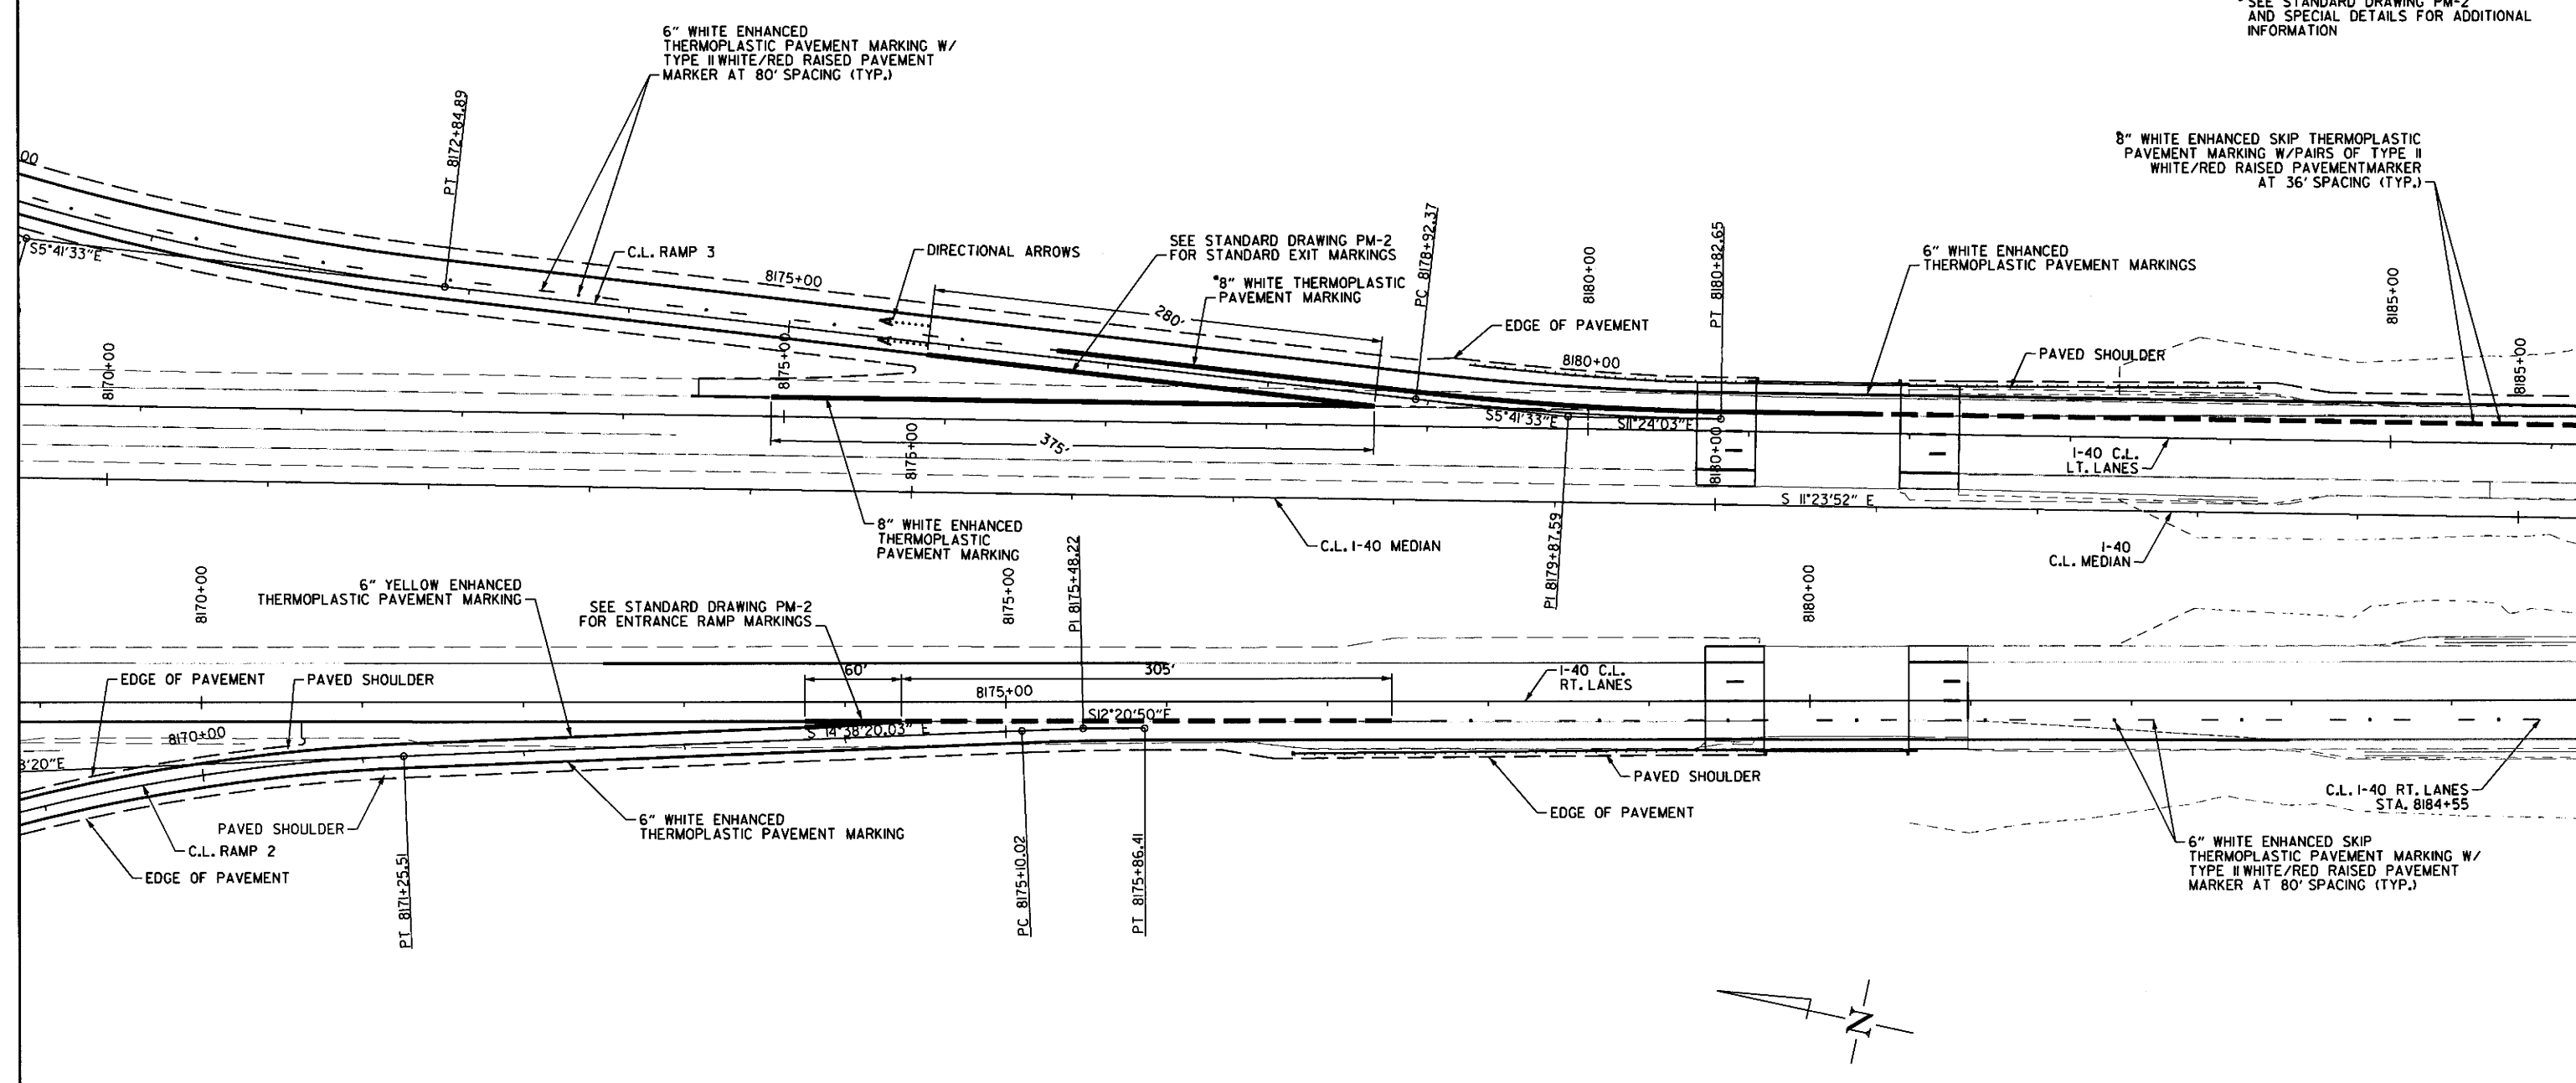 SEE STANDARD DRAWING PM-2
AND SPECIAL DETAILS FOR ADDITIONAL
INFORMATION
6" WHITE ENHANCED
THERMOPLASTIC PAVEMENT MARKING W/
TYPE II WHITE/RED RAISED PAVEMENT
MARKER AT 80' SPACING (TYP.)
PT 8172+84.89
8" WHITE ENHANCED SKIP THERMOPLASTIC
PAVEMENT MARKING W/PAIRS OF TYPE II
WHITE/RED RAISED PAVEMENTMARKER
AT 36' SPACING (TYP.)
00
S5°41'33"E
C.L. RAMP 3
8175+00
DIRECTIONAL ARROWS
SEE STANDARD DRAWING PM-2
FOR STANDARD EXIT MARKINGS
*8" WHITE THERMOPLASTIC
PAVEMENT MARKING
280'
PC 8178+92.37
8180+00
PT 8180+82.65
6" WHITE ENHANCED
THERMOPLASTIC PAVEMENT MARKINGS
8185+00
EDGE OF PAVEMENT
8180+00
PAVED SHOULDER
8185+00
8170+00
8175+00
A
A
S5°41'33"E
S11°24'03"E
375'
8175+00
8180+00
I-40 C.L.
LT. LANES
S 11°23'52" E
8" WHITE ENHANCED
THERMOPLASTIC
PAVEMENT MARKING
C.L. I-40 MEDIAN
PI 8179+87.59
I-40
C.L. MEDIAN
6" YELLOW ENHANCED
THERMOPLASTIC PAVEMENT MARKING
8170+00
SEE STANDARD DRAWING PM-2
FOR ENTRANCE RAMP MARKINGS
8175+00
PI 8175+48.22
8180+00
EDGE OF PAVEMENT
PAVED SHOULDER
60'
305'
8175+00
I-40 C.L.
RT. LANES
S12°20'50"E
S 14°38'20.03" E
8170+00
8'20"E
PAVED SHOULDER
C.L. RAMP 2
EDGE OF PAVEMENT
PT 8171+25.51
6" WHITE ENHANCED
THERMOPLASTIC PAVEMENT MARKING
PC 8175+10.02
PT 8175+86.41
PAVED SHOULDER
EDGE OF PAVEMENT
C.L. I-40 RT. LANES
STA. 8184+55
6" WHITE ENHANCED SKIP
THERMOPLASTIC PAVEMENT MARKING W/
TYPE II WHITE/RED RAISED PAVEMENT
MARKER AT 80' SPACING (TYP.)
N